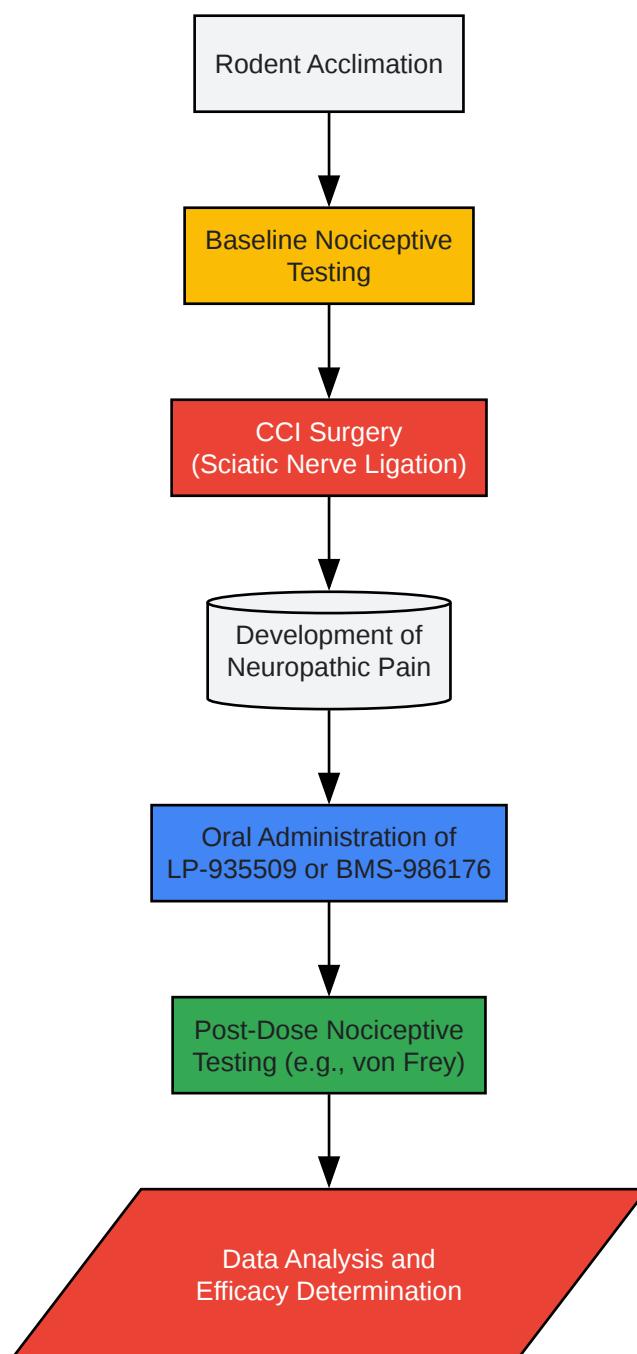 Rodent Acclimation
Baseline Nociceptive
Testing
CCI Surgery
(Sciatic Nerve Ligation)
Development of
Neuropathic Pain
Oral Administration of
LP-935509 or BMS-986176
Post-Dose Nociceptive
Testing (e.g., von Frey)
Data Analysis and
Efficacy Determination